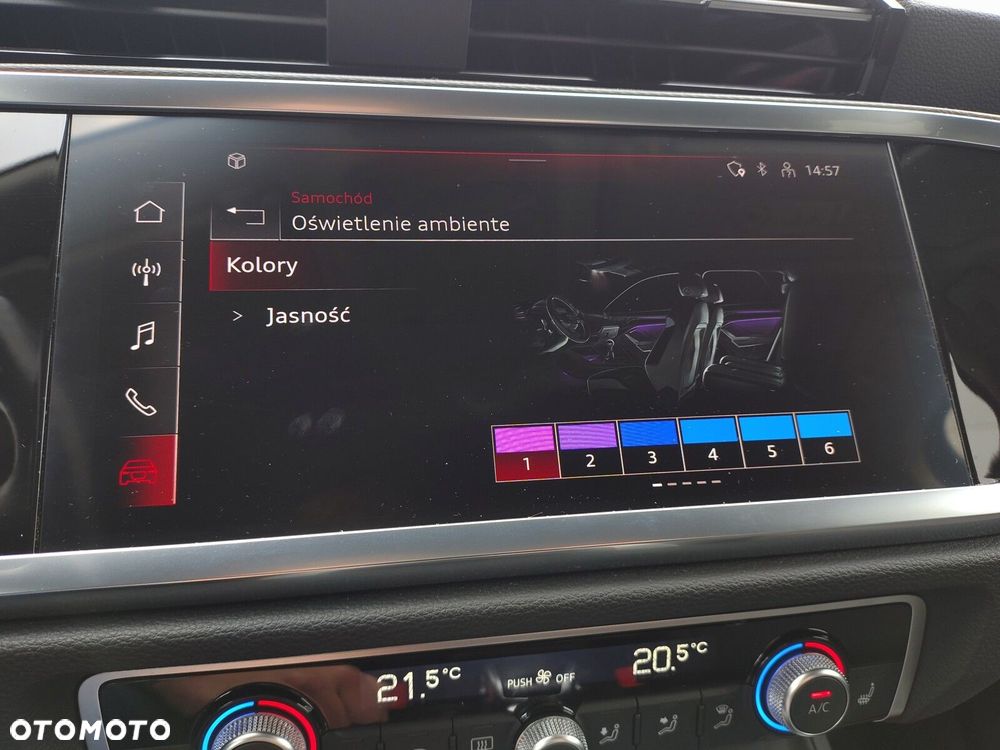 14:57
Samochód
Oświetlenie ambiente
Kolory
> Jasność
1 2 3 4 5 6
21.5°C
PUSH OFF
20.5°C
A/C
OTOMOTO